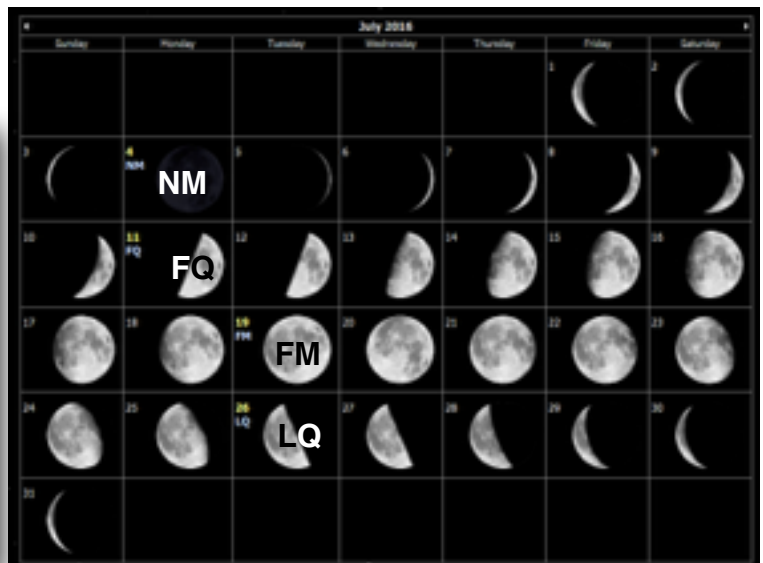 July 2016
Sunday Monday Tuesday Wednesday Thursday Friday Saturday
1 2
3 4 5 6 7 8 9
NM
NM
10 11 12 13 14 15 16
FQ
FQ
17 18 19 20 21 22 23
FM
FM
24 25 26 27 28 29 30
LQ
LQ
31